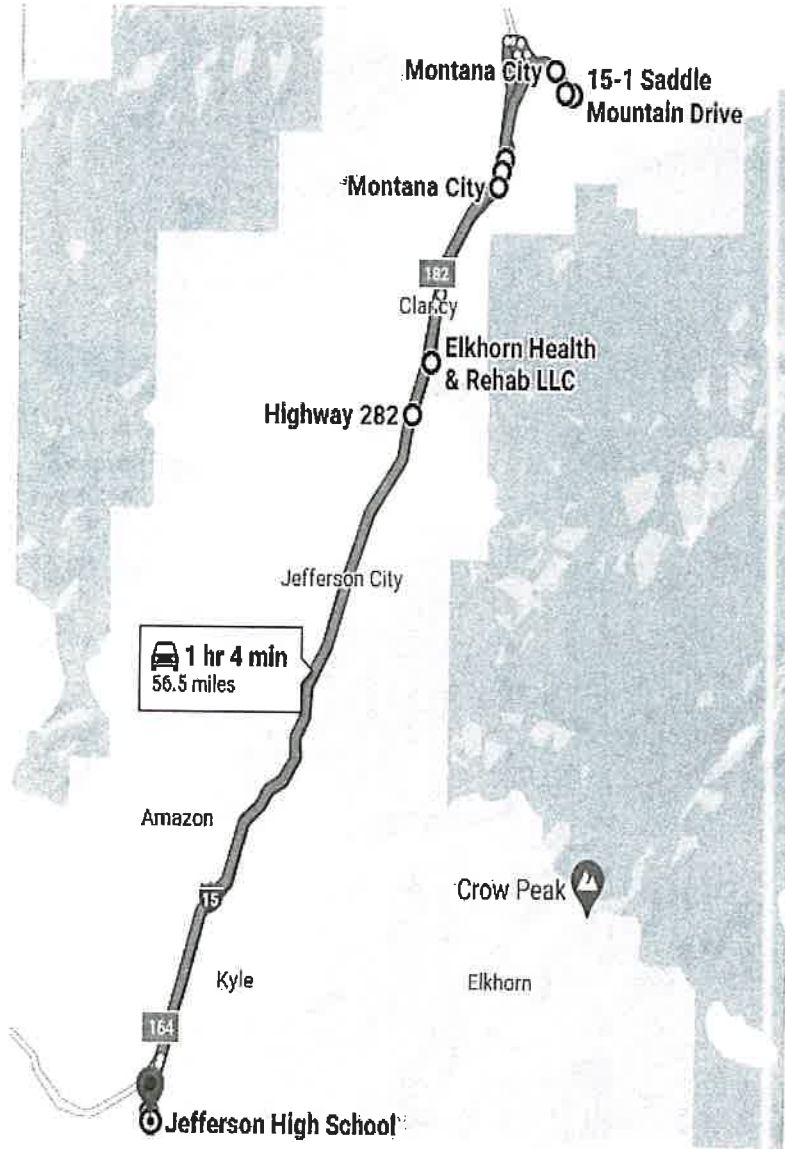 Montana City
15-1 Saddle
Mountain Drive
Montana City
182
Clancy
Elkhorn Health
& Rehab LLC
Highway 282
Jefferson City
1 hr 4 min
56.5 miles
Amazon
15
Crow Peak
Kyle
Elkhorn
164
Jefferson High School